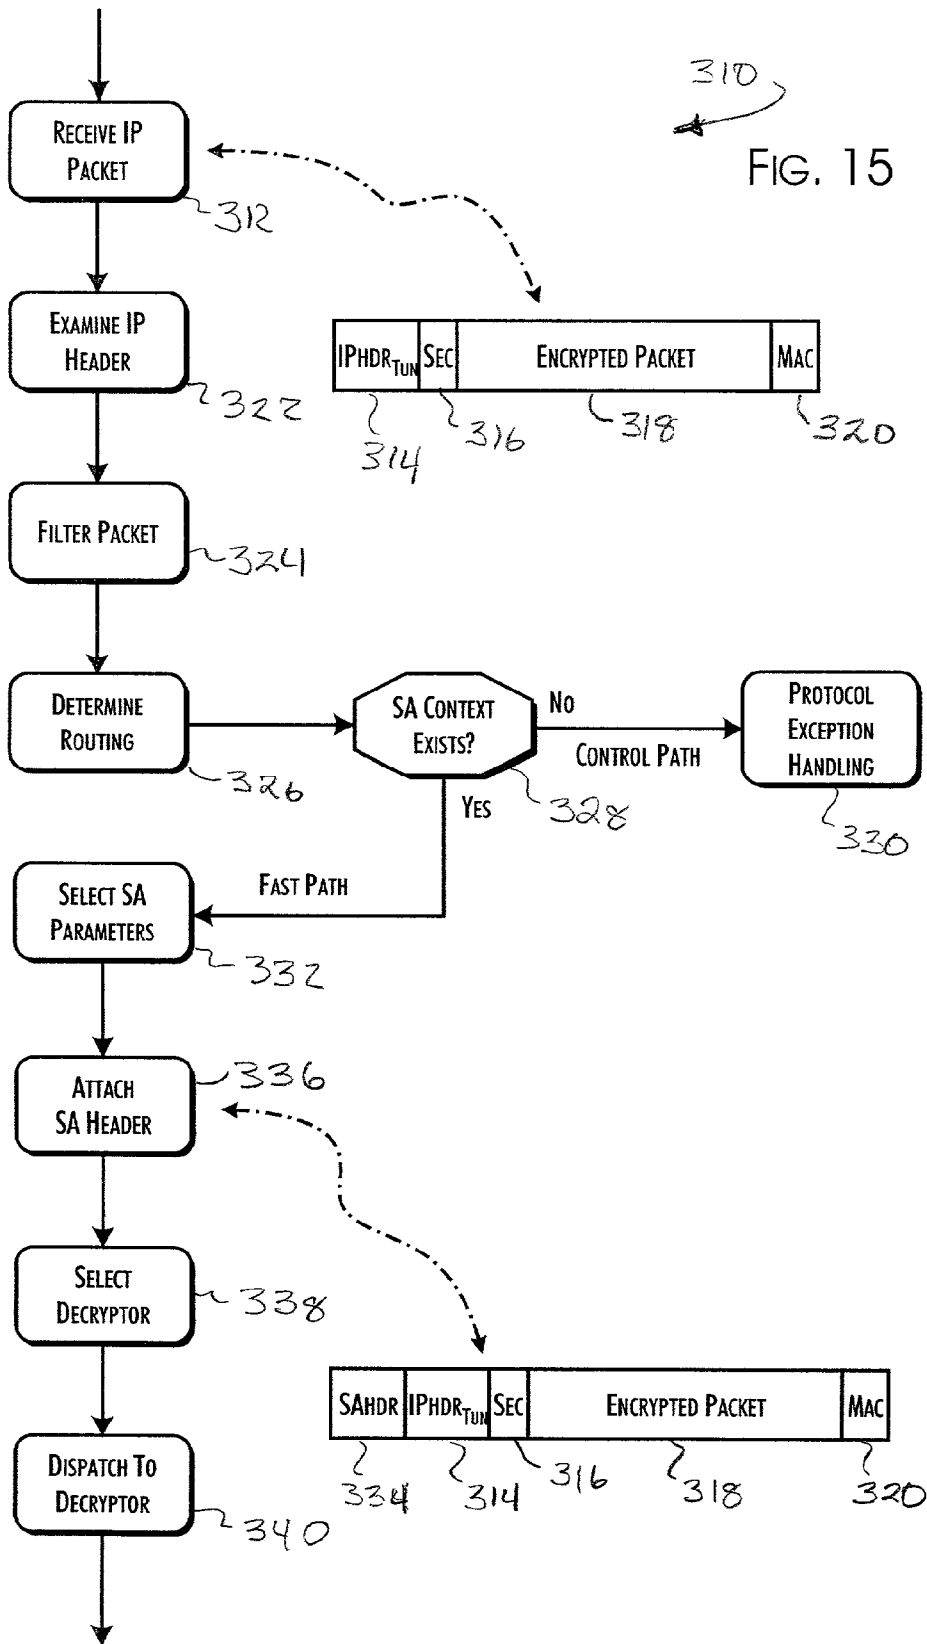 310
FIG. 15
RECEIVE IP
PACKET
312
EXAMINE IP
HEADER
322
IPHDRTUN SEC ENCRYPTED PACKET MAC
314 316 318 320
FILTER PACKET
324
DETERMINE
ROUTING
326
SA CONTEXT
EXISTS?
328
NO
CONTROL PATH
PROTOCOL
EXCEPTION
HANDLING
330
YES
FAST PATH
SELECT SA
PARAMETERS
332
ATTACH
SA HEADER
336
SELECT
DECRYPTOR
338
SAHDR IPHDRTUN SEC ENCRYPTED PACKET MAC
334 314 316 318 320
DISPATCH TO
DECRYPTOR
340